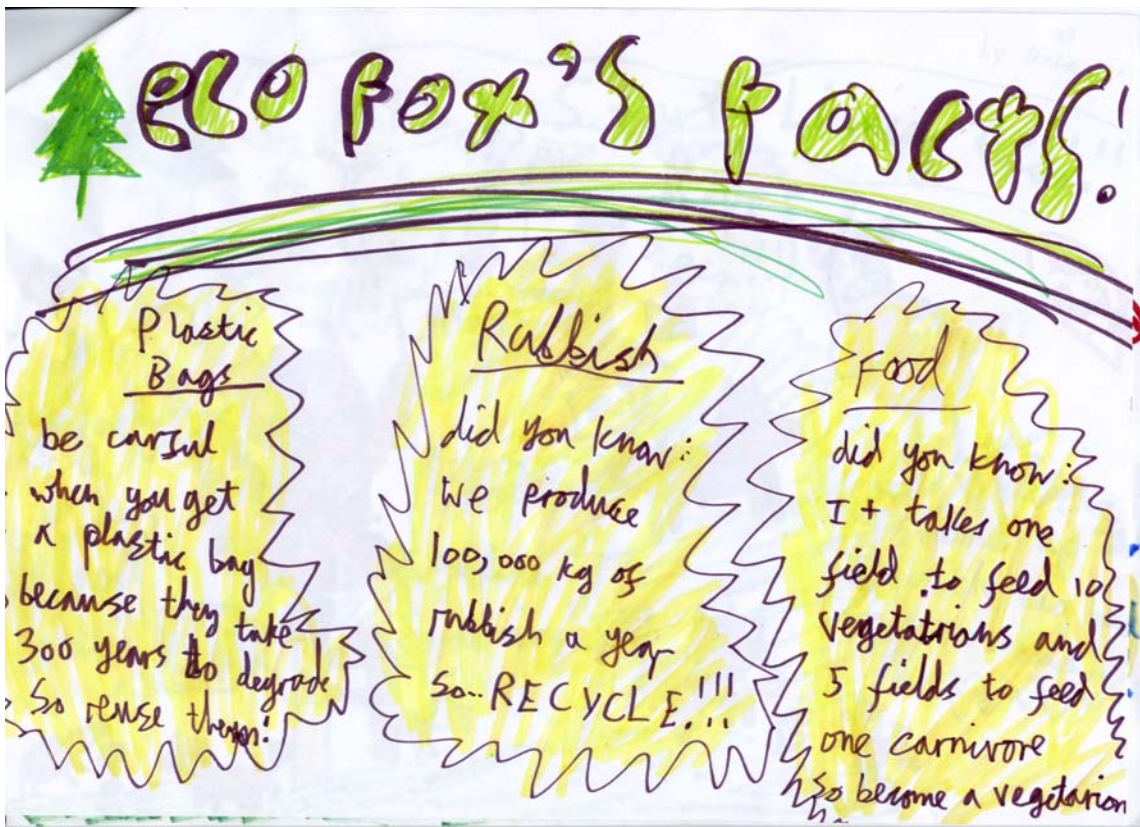 eco fox's facts!
Plastic
Bags
be carful
when you get
a plastic bag
because they take
300 years to degrade
So reuse them!
Rubbish
did you know:
we produce
100,000 kg of
rubbish a year
so... RECYCLE!!!
Food
did you know:
It takes one
field to feed 10
vegetatrians and
5 fields to feed
one carnivore
So become a vegetarian